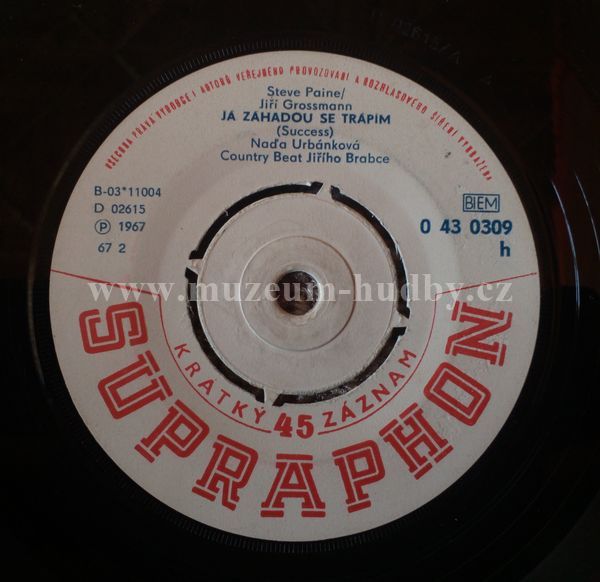 VŠECHNA PRÁVA VÝROBCE I AUTORŮ VEŘEJNÉHO PROVOZOVÁNÍ A ROZHLASOVÉHO ŠÍŘENÍ VYHRAŽENA
Steve Paine/
Jiří Grossmann
JÁ ZÁHADOU SE TRÁPÍM
(Success)
Naďa Urbánková
Country Beat Jiřího Brabce
B-03*11004
D 02615
Ⓟ 1967
67 2
BIEM
0 43 0309
h
www.muzeum-hudby.cz
KRÁTKÝ 45 ZÁZNAM
SUPRAPHON